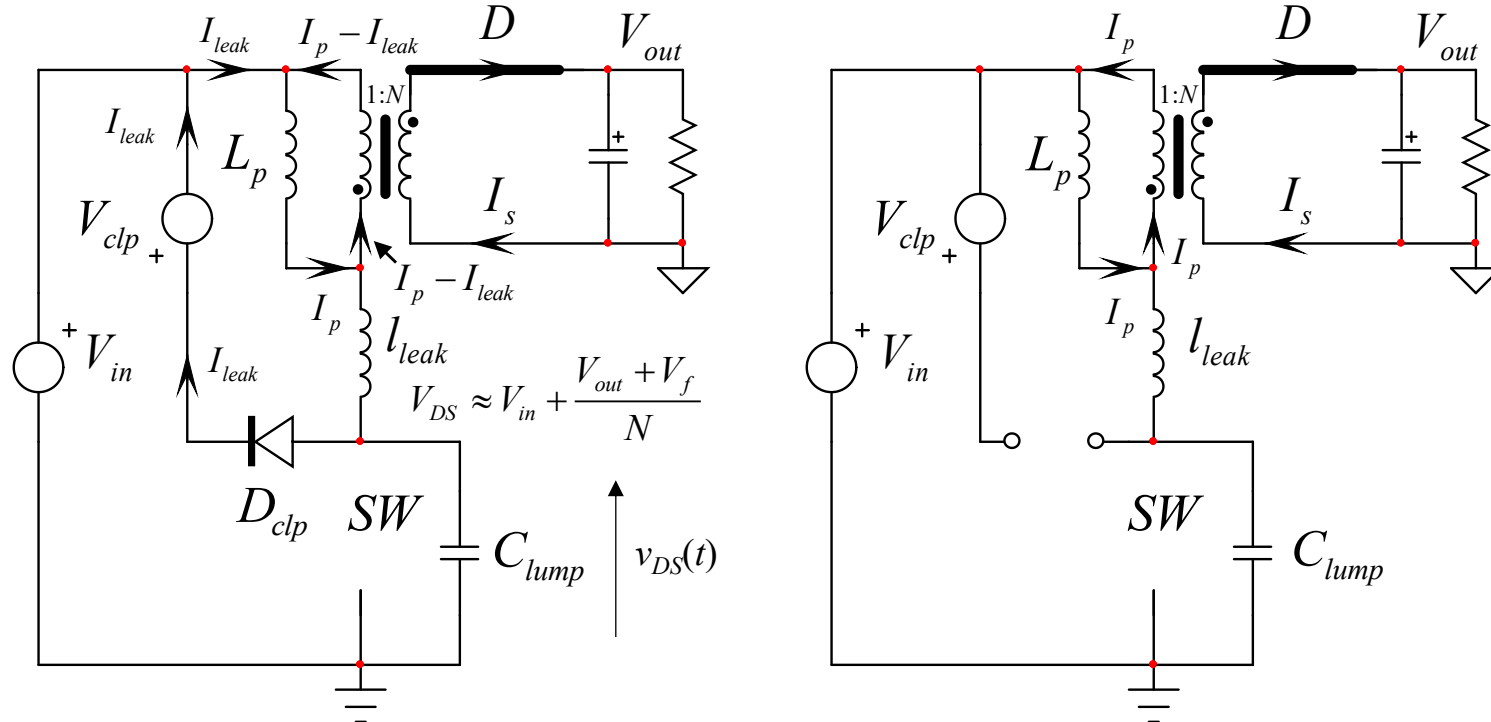 I_leak
I_p − I_leak
D
V_out
1:N
I_leak
L_p
+
V_clp
+
I_s
I_p − I_leak
I_p
+
V_in
I_leak
l_leak
V_DS ≈ V_in + (V_out + V_f)/N
D_clp
SW
C_lump
v_DS(t)
I_p
D
V_out
1:N
L_p
+
V_clp
+
I_s
I_p
I_p
+
V_in
l_leak
SW
C_lump